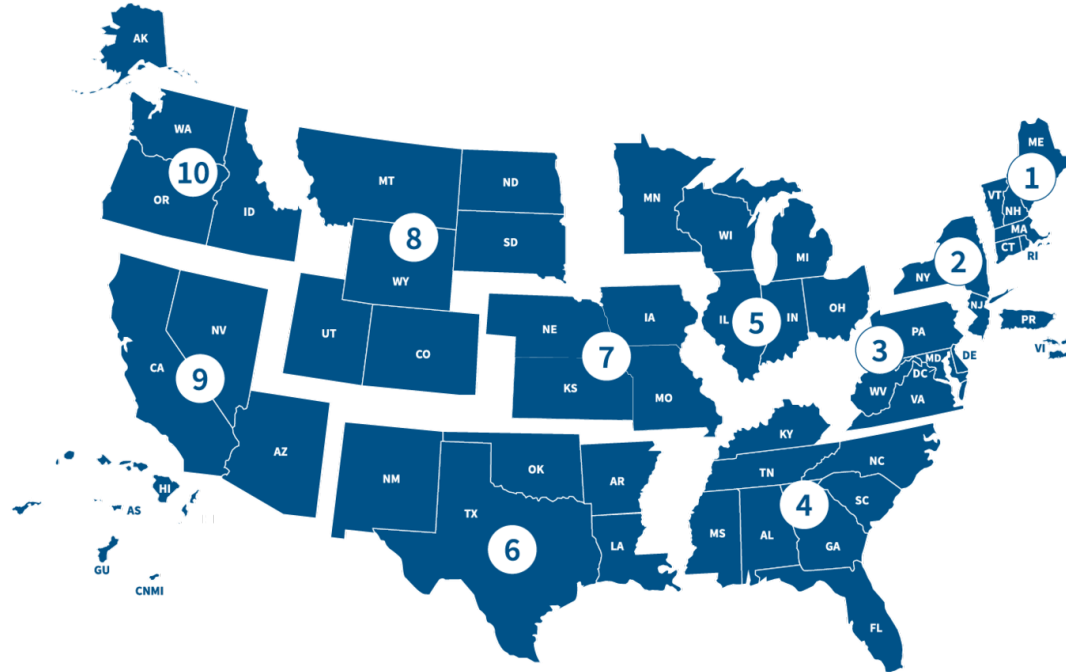 AK
WA
10
OR
ID
MT
ND
8
SD
WY
UT
CO
NE
IA
7
KS
MO
MN
WI
MI
IL
5
IN
OH
ME
1
VT
NH
MA
CT
RI
NY
2
NJ
PR
VI
PA
3
MD
DE
DC
WV
VA
NV
CA
9
AZ
HI
AS
GU
CNMI
NM
OK
TX
6
AR
LA
KY
TN
NC
4
SC
MS
AL
GA
FL